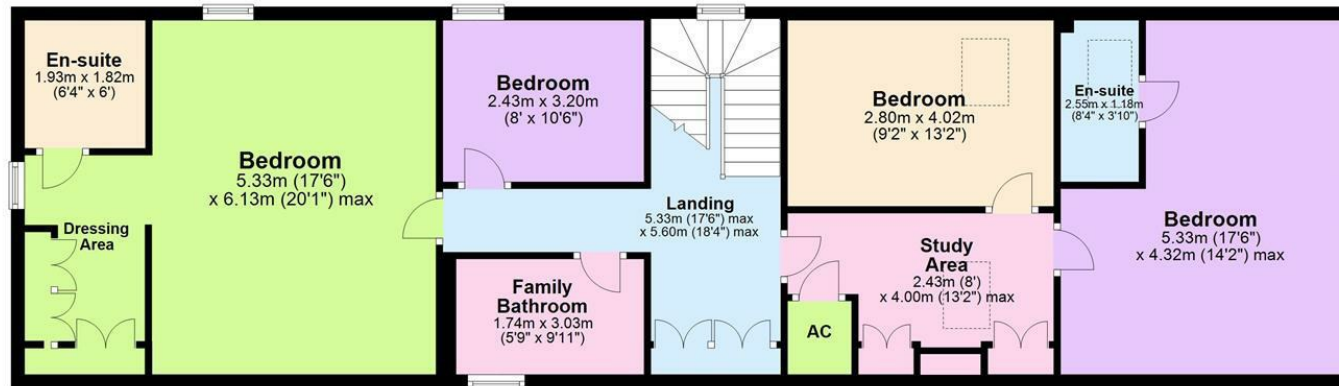 En-suite
1.93m x 1.82m
(6'4" x 6')
Bedroom
5.33m (17'6")
x 6.13m (20'1") max
Dressing
Area
Bedroom
2.43m x 3.20m
(8' x 10'6")
Landing
5.33m (17'6") max
x 5.60m (18'4") max
Family
Bathroom
1.74m x 3.03m
(5'9" x 9'11")
Bedroom
2.80m x 4.02m
(9'2" x 13'2")
Study
Area
2.43m (8')
x 4.00m (13'2") max
AC
En-suite
2.55m x 1.18m
(8'4" x 3'10")
Bedroom
5.33m (17'6")
x 4.32m (14'2") max